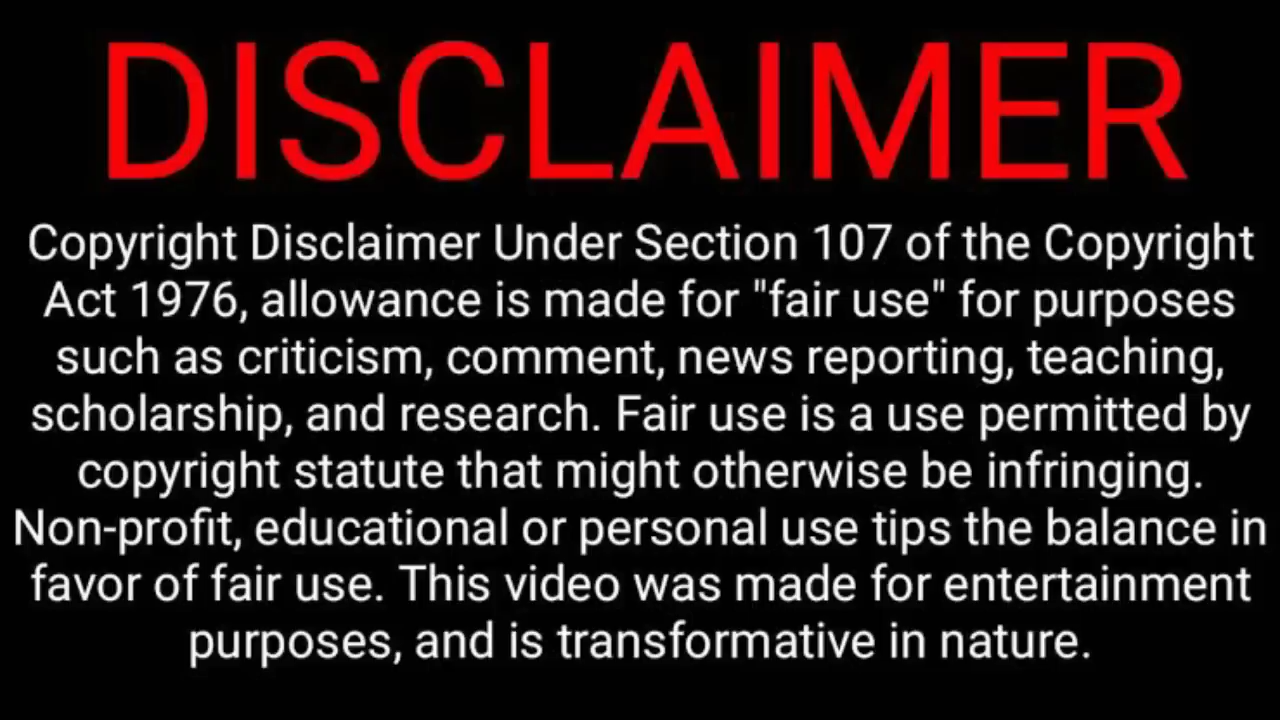 DISCLAIMER
Copyright Disclaimer Under Section 107 of the Copyright
Act 1976, allowance is made for "fair use" for purposes
such as criticism, comment, news reporting, teaching,
scholarship, and research. Fair use is a use permitted by
copyright statute that might otherwise be infringing.
Non-profit, educational or personal use tips the balance in
favor of fair use. This video was made for entertainment
purposes, and is transformative in nature.